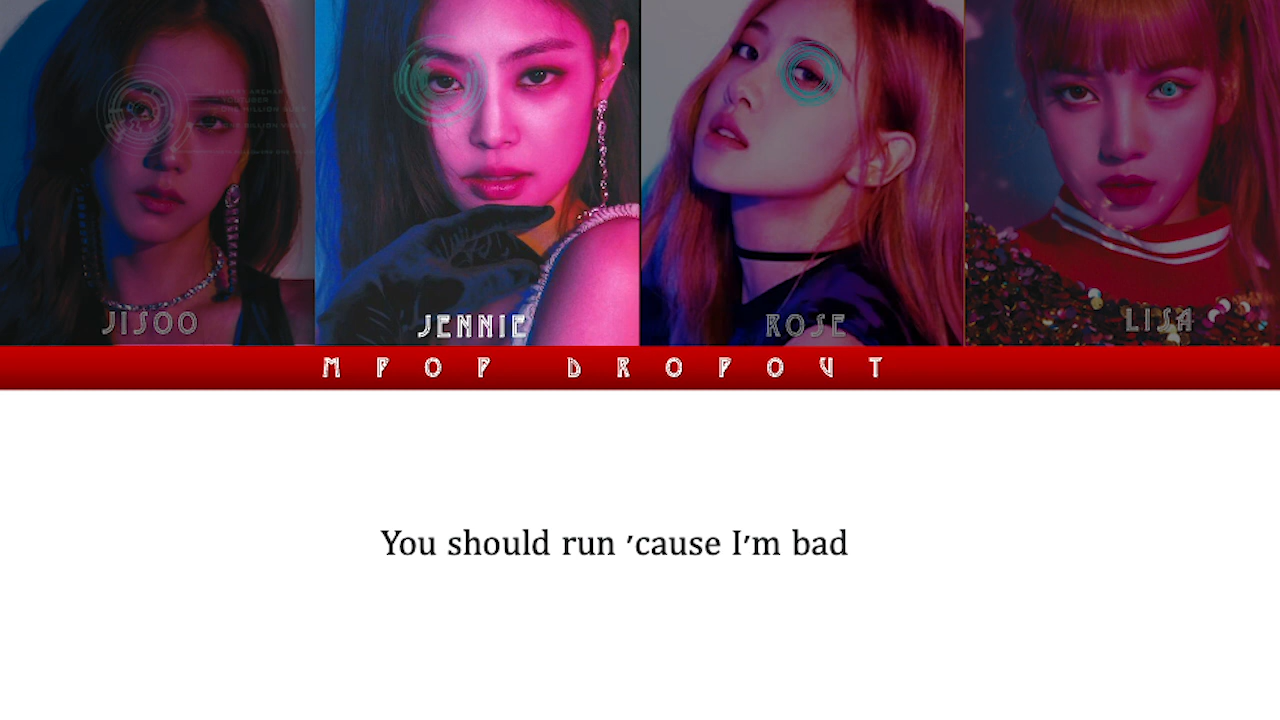 JISOO
JENNIE
ROSE
LISA
MPOP DROPOUT
You should run 'cause I'm bad